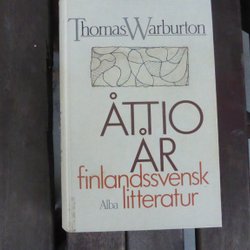 Thomas Warburton
ÅTTIO
ÅR
finlandssvensk
Alba litteratur